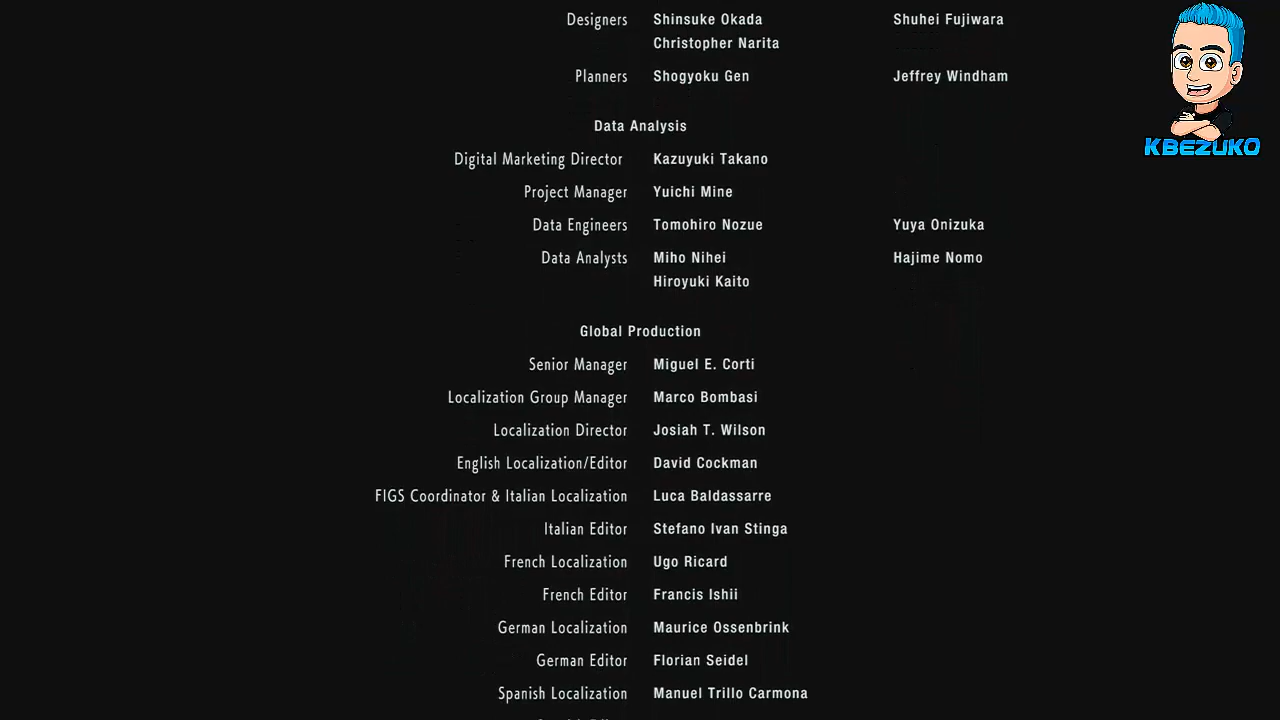 Designers Shinsuke Okada Shuhei Fujiwara
Christopher Narita
Planners Shogyoku Gen Jeffrey Windham
KBEZUKO
Data Analysis
Digital Marketing Director Kazuyuki Takano
Project Manager Yuichi Mine
Data Engineers Tomohiro Nozue Yuya Onizuka
Data Analysts Miho Nihei Hajime Nomo
Hiroyuki Kaito
Global Production
Senior Manager Miguel E. Corti
Localization Group Manager Marco Bombasi
Localization Director Josiah T. Wilson
English Localization/Editor David Cockman
FIGS Coordinator & Italian Localization Luca Baldassarre
Italian Editor Stefano Ivan Stinga
French Localization Ugo Ricard
French Editor Francis Ishii
German Localization Maurice Ossenbrink
German Editor Florian Seidel
Spanish Localization Manuel Trillo Carmona